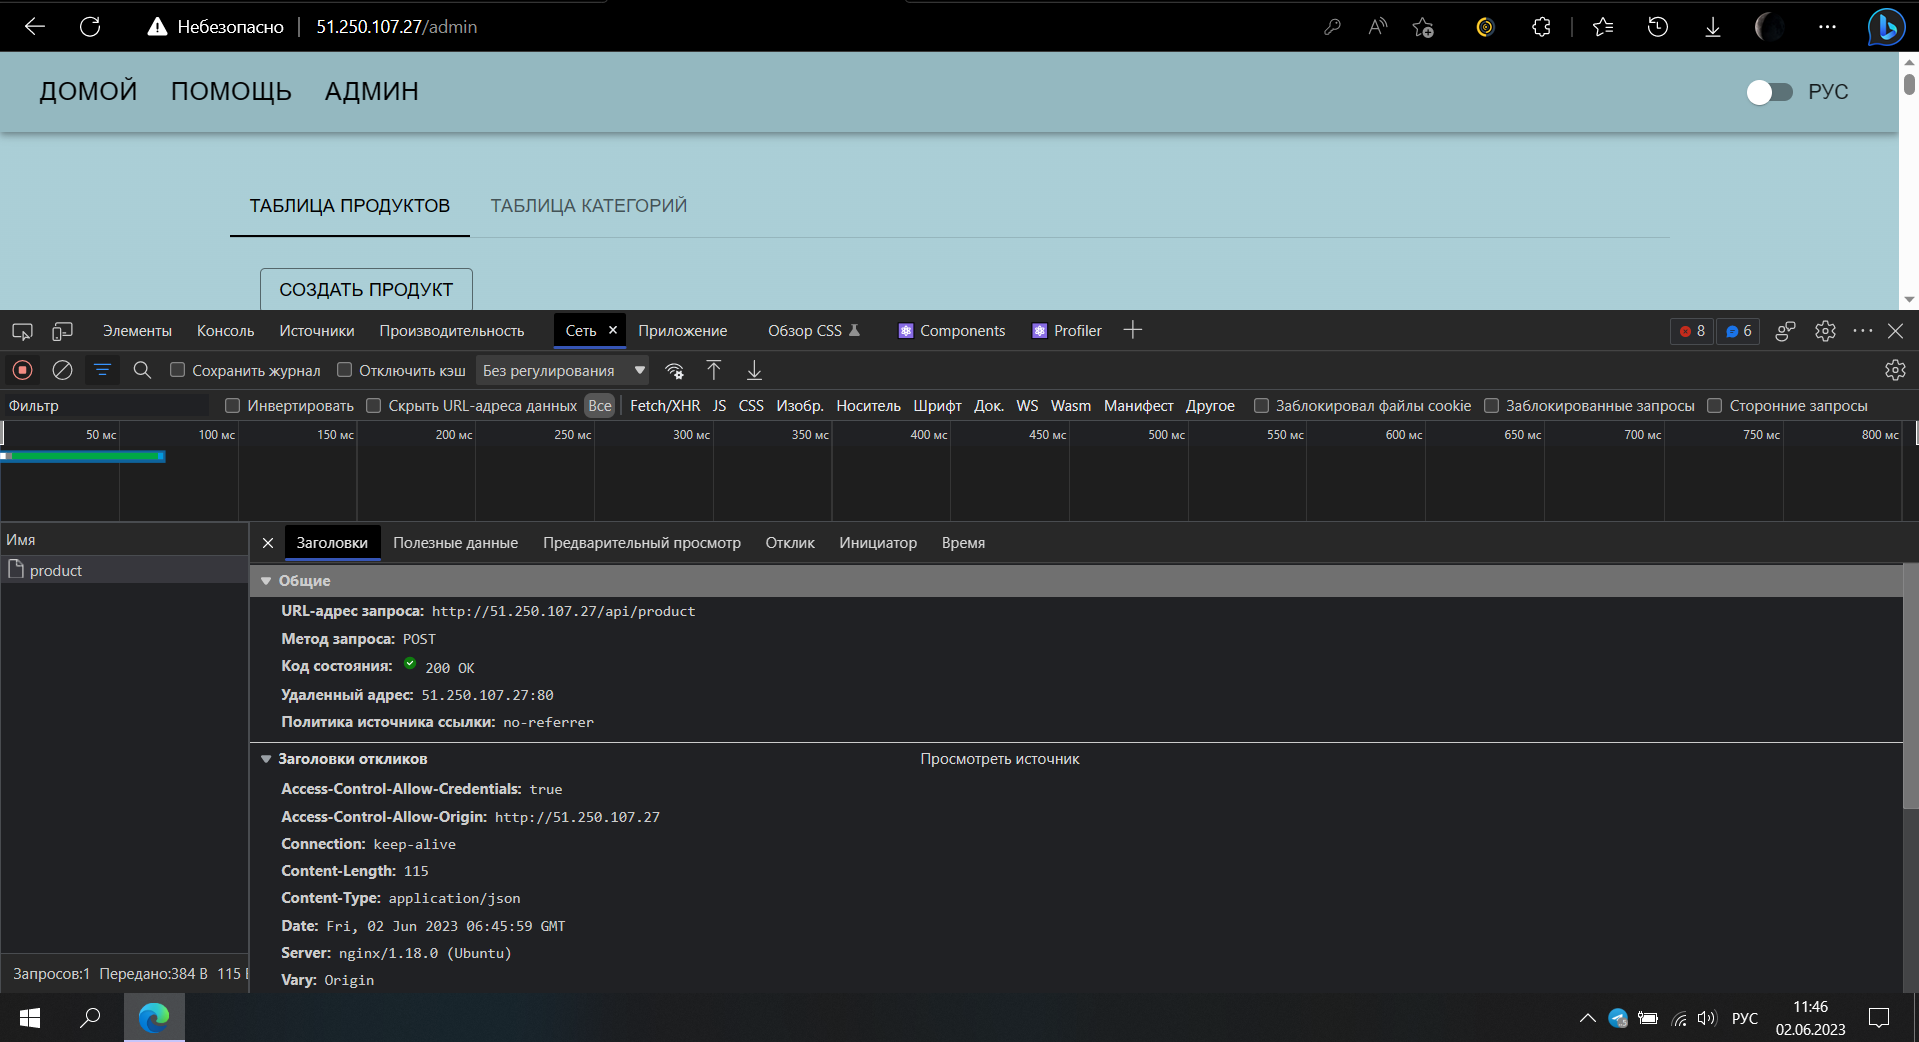 Небезопасно 51.250.107.27/admin
ДОМОЙ ПОМОЩЬ АДМИН РУС
ТАБЛИЦА ПРОДУКТОВ ТАБЛИЦА КАТЕГОРИЙ
СОЗДАТЬ ПРОДУКТ
Элементы Консоль Источники Производительность Сеть Приложение Обзор CSS Components Profiler 8 6
Сохранить журнал Отключить кэш Без регулирования
Фильтр Инвертировать Скрыть URL-адреса данных Все Fetch/XHR JS CSS Изобр. Носитель Шрифт Док. WS Wasm Манифест Другое Заблокировал файлы cookie Заблокированные запросы Сторонние запросы
50 мс 100 мс 150 мс 200 мс 250 мс 300 мс 350 мс 400 мс 450 мс 500 мс 550 мс 600 мс 650 мс 700 мс 750 мс 800 мс
Имя
product
Заголовки Полезные данные Предварительный просмотр Отклик Инициатор Время
Общие
URL-адрес запроса: http://51.250.107.27/api/product
Метод запроса: POST
Код состояния: 200 OK
Удаленный адрес: 51.250.107.27:80
Политика источника ссылки: no-referrer
Заголовки откликов Просмотреть источник
Access-Control-Allow-Credentials: true
Access-Control-Allow-Origin: http://51.250.107.27
Connection: keep-alive
Content-Length: 115
Content-Type: application/json
Date: Fri, 02 Jun 2023 06:45:59 GMT
Server: nginx/1.18.0 (Ubuntu)
Vary: Origin
Запросов:1 Передано:384 B 115
РУС 11:46
02.06.2023